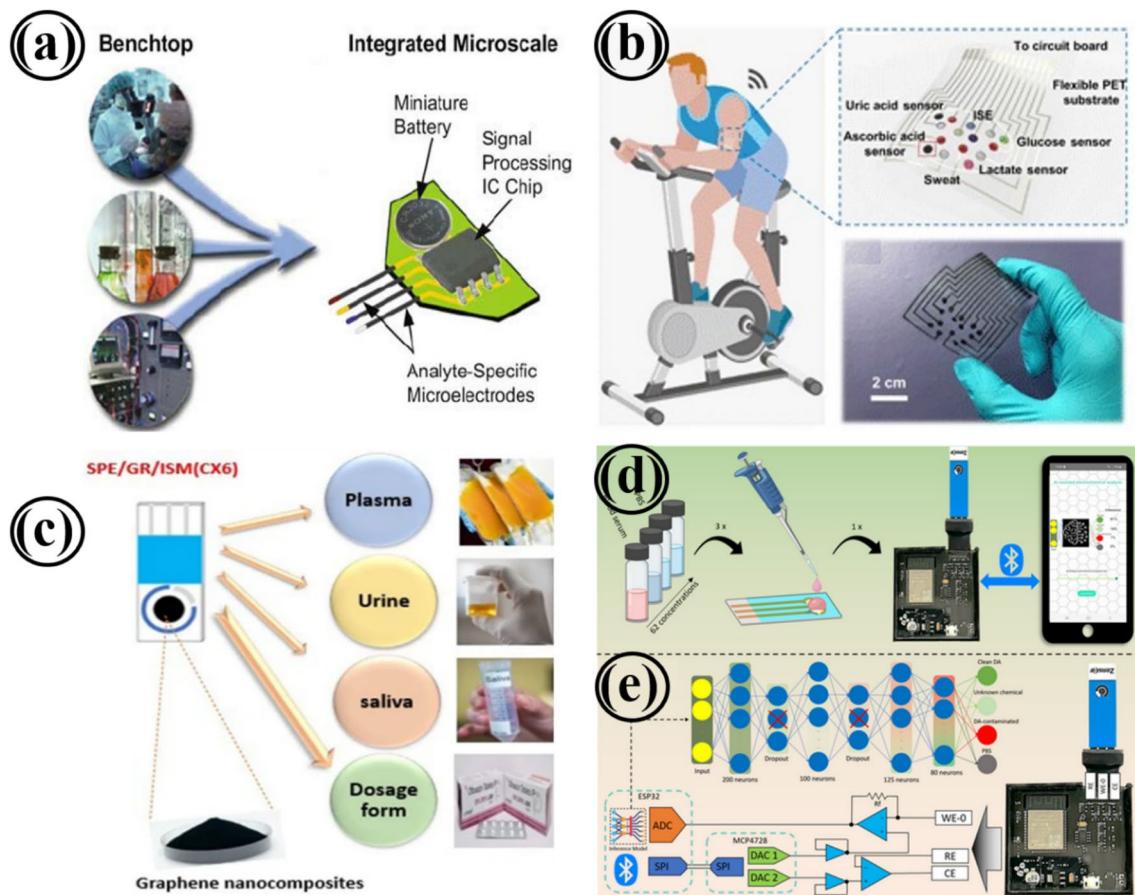 (a)
Benchtop
Integrated Microscale
Miniature
Battery
Signal
Processing
IC Chip
Analyte-Specific
Microelectrodes
(b)
To circuit board
Flexible PET
substrate
Uric acid sensor
ISE
Ascorbic acid
sensor
Glucose sensor
Lactate sensor
Sweat
2 cm
(c)
SPE/GR/ISM(CX6)
Plasma
Urine
saliva
Saliva
Dosage
form
Graphene nanocomposites
(d)
PBS
serum
62 concentrations
3 x
1 x
(e)
Input
200 neurons
Dropout
100 neurons
Dropout
125 neurons
80 neurons
Clean DA
Unknown chemical
DA-contaminated
PBS
ESP32
Inference Model
ADC
Rf
WE-0
MCP4728
SPI
SPI
DAC 1
DAC 2
RE
CE
RE
WE-0
CE